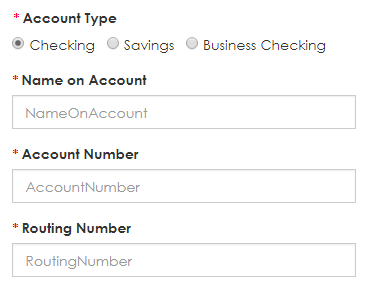 * Account Type
Checking Savings Business Checking
* Name on Account
NameOnAccount
* Account Number
AccountNumber
* Routing Number
RoutingNumber